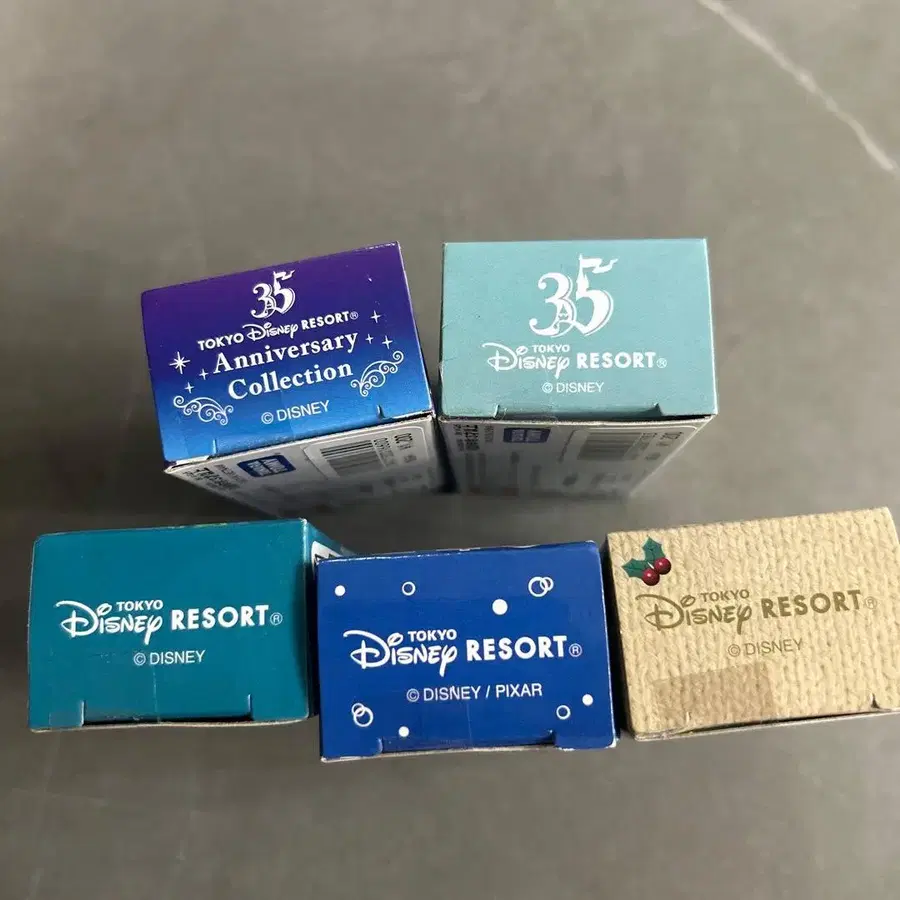 35
TOKYO Disney RESORT®
Anniversary
Collection
© DISNEY
35
TOKYO
Disney RESORT®
© DISNEY
TOKYO
Disney RESORT®
© DISNEY
TOKYO
Disney RESORT®
© DISNEY / PIXAR
TOKYO
Disney RESORT®
© DISNEY